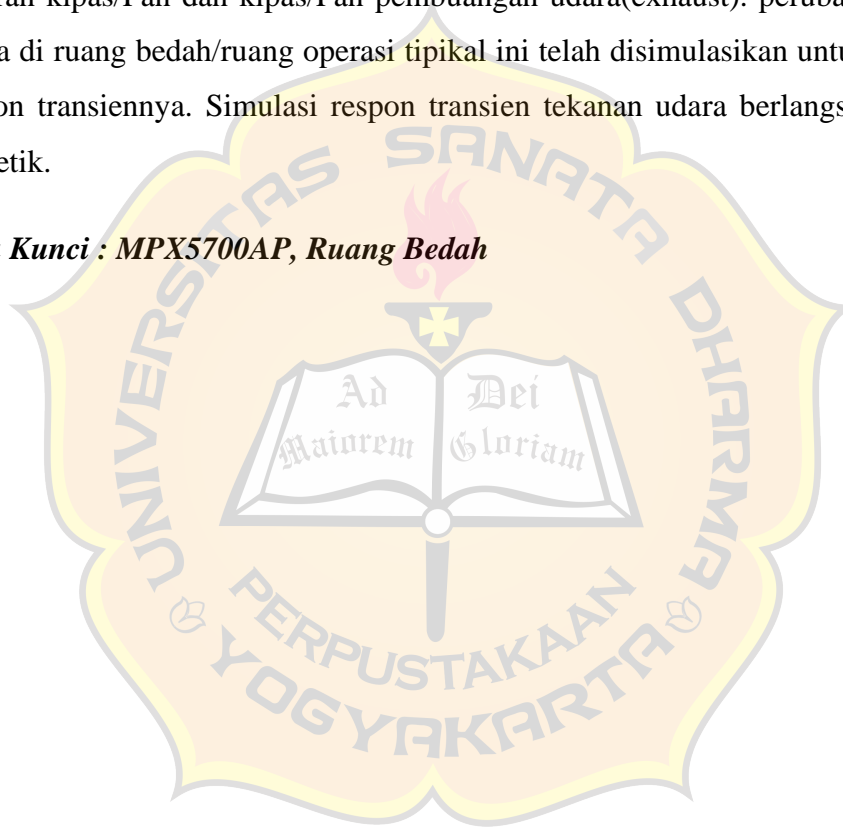 kipas/Fan dan kipas/Fan pembuangan udara(exhaust). peruba
di ruang bedah/ruang operasi tipikal ini telah disimulasikan untu
transiennya. Simulasi respon transien tekanan udara berlangs
etik.
Kunci : MPX5700AP, Ruang Bedah
UNIVERSITAS SANATA DHARMA
Ad Dei
Maiorem Gloriam
PERPUSTAKAAN
YOGYAKARTA